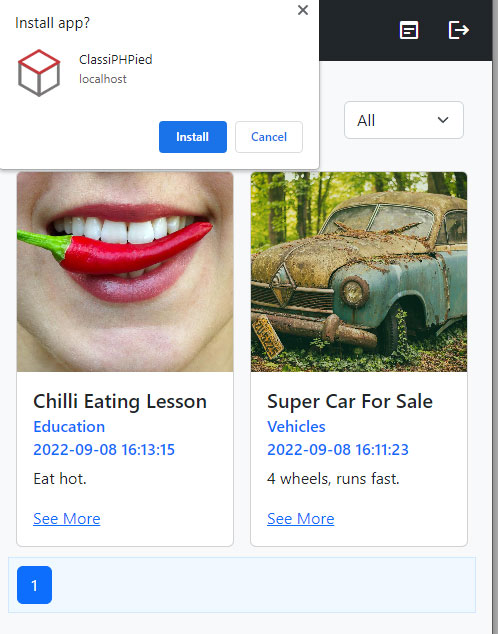 Install app?
ClassiPHPied
localhost
Install
Cancel
All
Chilli Eating Lesson
Education
2022-09-08 16:13:15
Eat hot.
See More
Super Car For Sale
Vehicles
2022-09-08 16:11:23
4 wheels, runs fast.
See More
1